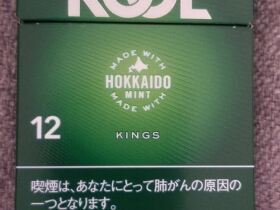 KOOL
MADE WITH
HOKKAIDO
MINT
MADE WITH
12
KINGS
喫煙は、あなたにとって肺がんの原因の
一つとなります。